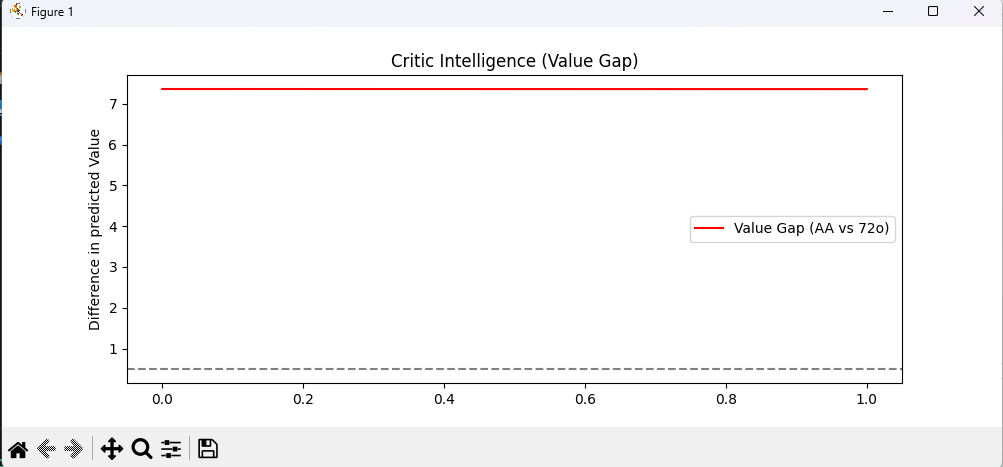 Figure 1
Critic Intelligence (Value Gap)
Difference in predicted Value
7
6
5
4
3
2
1
Value Gap (AA vs 72o)
0.0 0.2 0.4 0.6 0.8 1.0